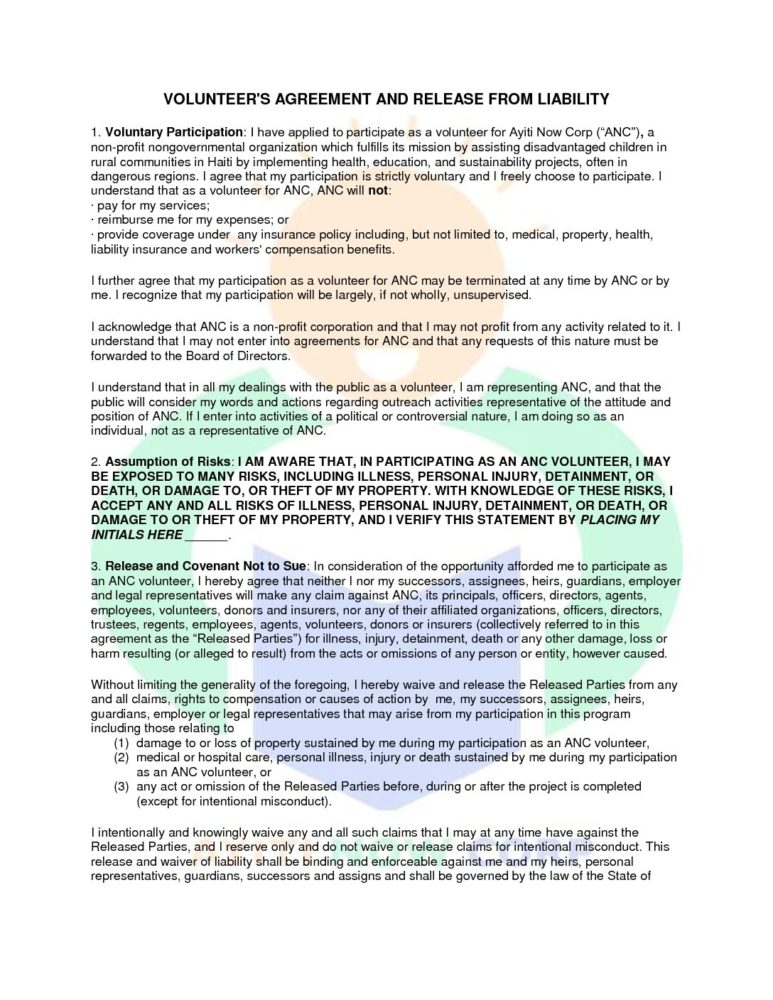 VOLUNTEER'S AGREEMENT AND RELEASE FROM LIABILITY
1. Voluntary Participation: I have applied to participate as a volunteer for Ayiti Now Corp (“ANC”), a
non-profit nongovernmental organization which fulfills its mission by assisting disadvantaged children in
rural communities in Haiti by implementing health, education, and sustainability projects, often in
dangerous regions. I agree that my participation is strictly voluntary and I freely choose to participate. I
understand that as a volunteer for ANC, ANC will not:
· pay for my services;
· reimburse me for my expenses; or
· provide coverage under any insurance policy including, but not limited to, medical, property, health,
liability insurance and workers' compensation benefits.
I further agree that my participation as a volunteer for ANC may be terminated at any time by ANC or by
me. I recognize that my participation will be largely, if not wholly, unsupervised.
I acknowledge that ANC is a non-profit corporation and that I may not profit from any activity related to it. I
understand that I may not enter into agreements for ANC and that any requests of this nature must be
forwarded to the Board of Directors.
I understand that in all my dealings with the public as a volunteer, I am representing ANC, and that the
public will consider my words and actions regarding outreach activities representative of the attitude and
position of ANC. If I enter into activities of a political or controversial nature, I am doing so as an
individual, not as a representative of ANC.
2. Assumption of Risks: I AM AWARE THAT, IN PARTICIPATING AS AN ANC VOLUNTEER, I MAY
BE EXPOSED TO MANY RISKS, INCLUDING ILLNESS, PERSONAL INJURY, DETAINMENT, OR
DEATH, OR DAMAGE TO, OR THEFT OF MY PROPERTY. WITH KNOWLEDGE OF THESE RISKS, I
ACCEPT ANY AND ALL RISKS OF ILLNESS, PERSONAL INJURY, DETAINMENT, OR DEATH, OR
DAMAGE TO OR THEFT OF MY PROPERTY, AND I VERIFY THIS STATEMENT BY PLACING MY
INITIALS HERE ______.
3. Release and Covenant Not to Sue: In consideration of the opportunity afforded me to participate as
an ANC volunteer, I hereby agree that neither I nor my successors, assignees, heirs, guardians, employer
and legal representatives will make any claim against ANC, its principals, officers, directors, agents,
employees, volunteers, donors and insurers, nor any of their affiliated organizations, officers, directors,
trustees, regents, employees, agents, volunteers, donors or insurers (collectively referred to in this
agreement as the “Released Parties”) for illness, injury, detainment, death or any other damage, loss or
harm resulting (or alleged to result) from the acts or omissions of any person or entity, however caused.
Without limiting the generality of the foregoing, I hereby waive and release the Released Parties from any
and all claims, rights to compensation or causes of action by me, my successors, assignees, heirs,
guardians, employer or legal representatives that may arise from my participation in this program
including those relating to
(1) damage to or loss of property sustained by me during my participation as an ANC volunteer,
(2) medical or hospital care, personal illness, injury or death sustained by me during my participation
as an ANC volunteer, or
(3) any act or omission of the Released Parties before, during or after the project is completed
(except for intentional misconduct).
I intentionally and knowingly waive any and all such claims that I may at any time have against the
Released Parties, and I reserve only and do not waive or release claims for intentional misconduct. This
release and waiver of liability shall be binding and enforceable against me and my heirs, personal
representatives, guardians, successors and assigns and shall be governed by the law of the State of